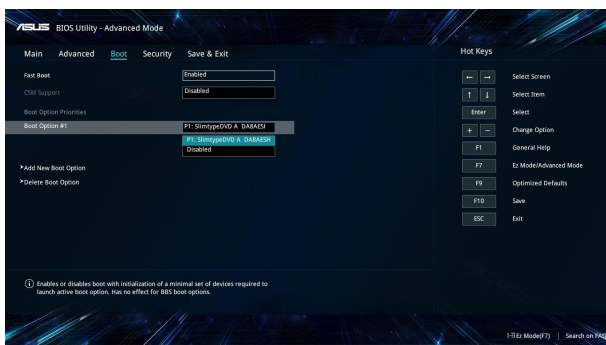 ASUS BIOS Utility - Advanced Mode
Main Advanced Boot Security Save & Exit
Hot Keys
Fast Boot Enabled
CSM Support Disabled
Boot Option Priorities
Boot Option #1 P1: SlimtypeDVD A DA8AESI
P1: SlimtypeDVD A DA8AESH
Disabled
Add New Boot Option
Delete Boot Option
← → Select Screen
↑ ↓ Select Item
Enter Select
+ − Change Option
F1 General Help
F7 Ez Mode/Advanced Mode
F9 Optimized Defaults
F10 Save
ESC Exit
Enables or disables boot with initialization of a minimal set of devices required to
launch active boot option. Has no effect for BBS boot options.
Ez Mode(F7) | Search on FAQ